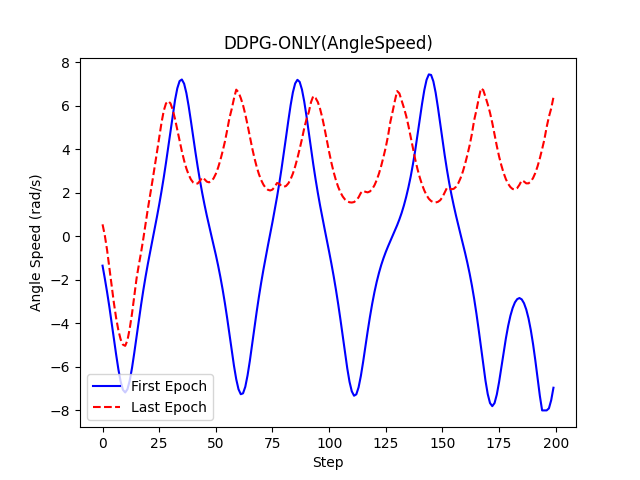 DDPG-ONLY(AngleSpeed)
8
6
4
2
0
−2
−4
−6
−8
Angle Speed (rad/s)
First Epoch
Last Epoch
0 25 50 75 100 125 150 175 200
Step